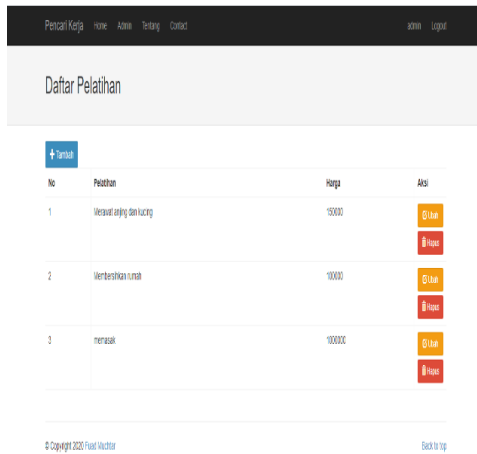 Pencari Kerja Home Admin Tentang Contact admin Logout
Daftar Pelatihan
Tambah
No Pelatihan Harga Aksi
1 Merawat anjing dan kucing 150000 Ubah
Hapus
2 Membersihkan rumah 100000 Ubah
Hapus
3 memasak 1000000 Ubah
Hapus
© Copyright 2020 Fuad Muchtar Back to top